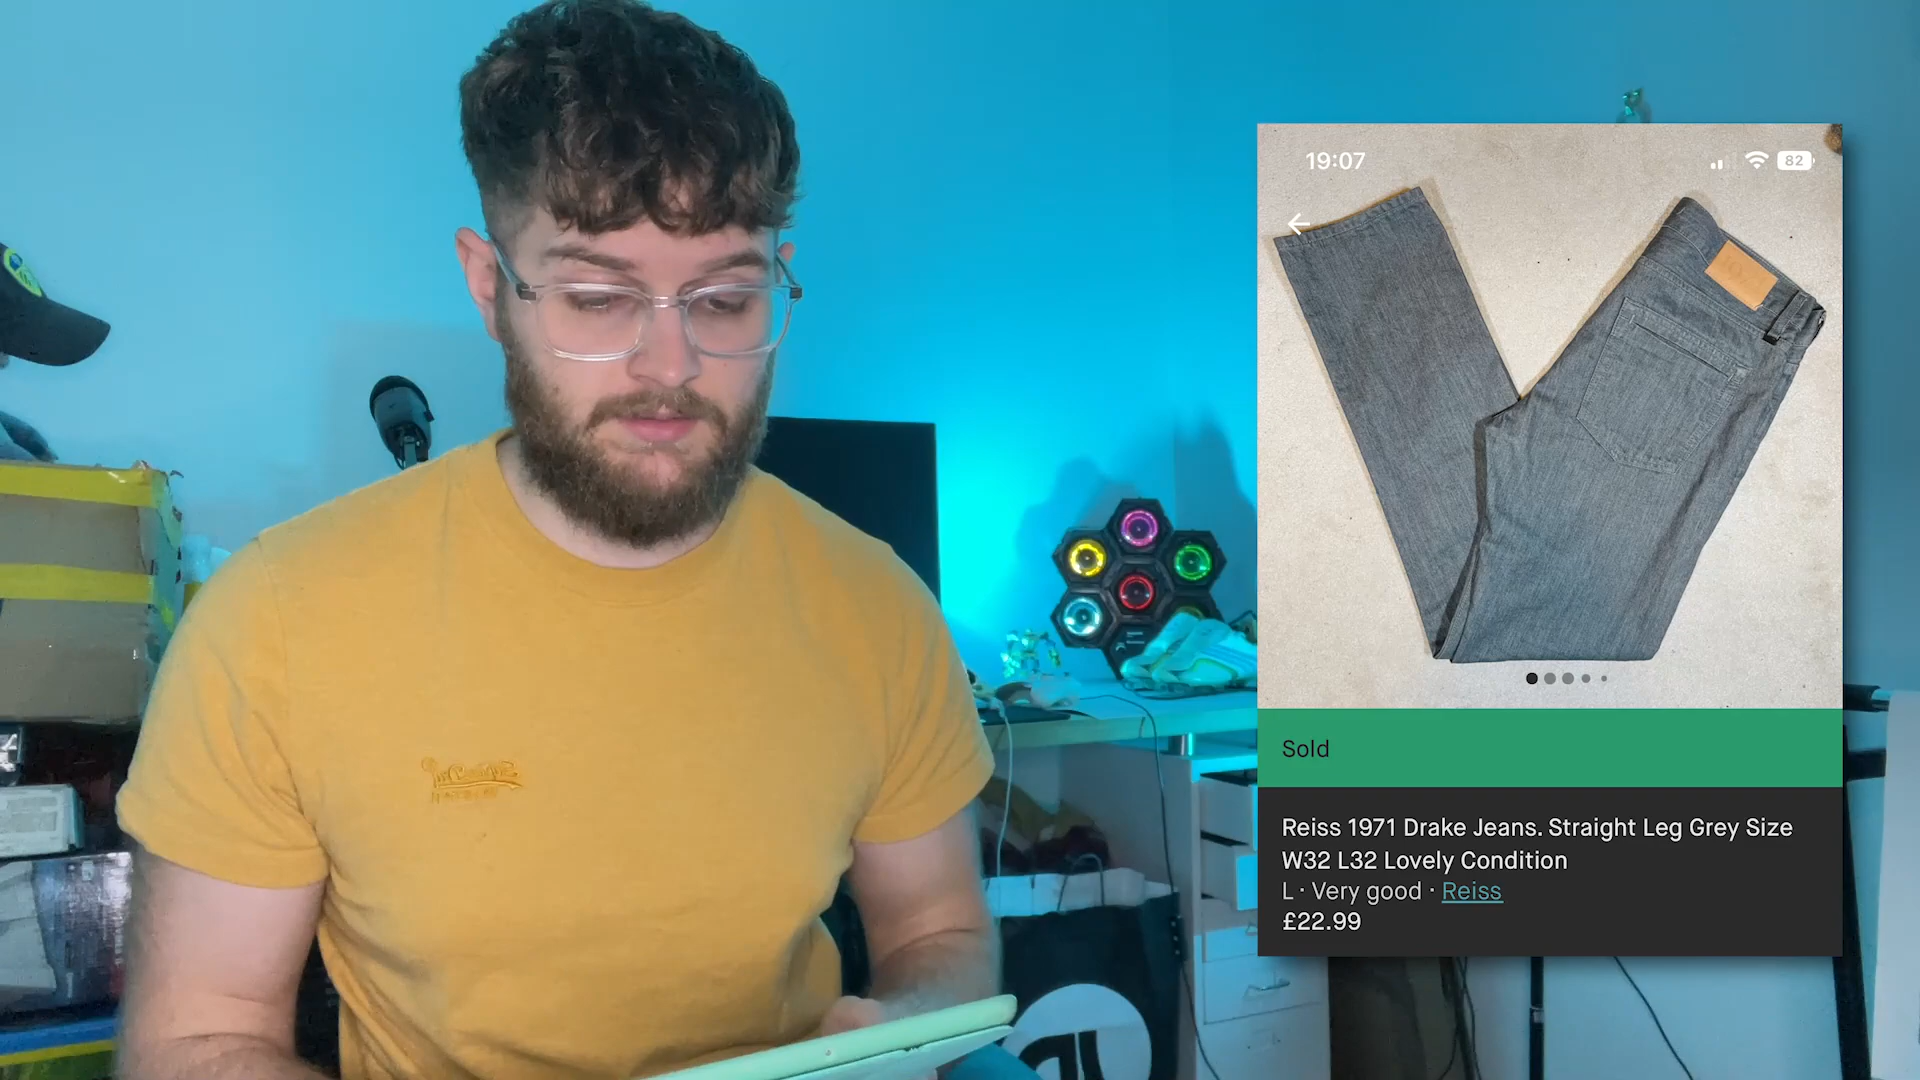 19:07
82
Sold
Reiss 1971 Drake Jeans. Straight Leg Grey Size
W32 L32 Lovely Condition
L · Very good · Reiss
£22.99